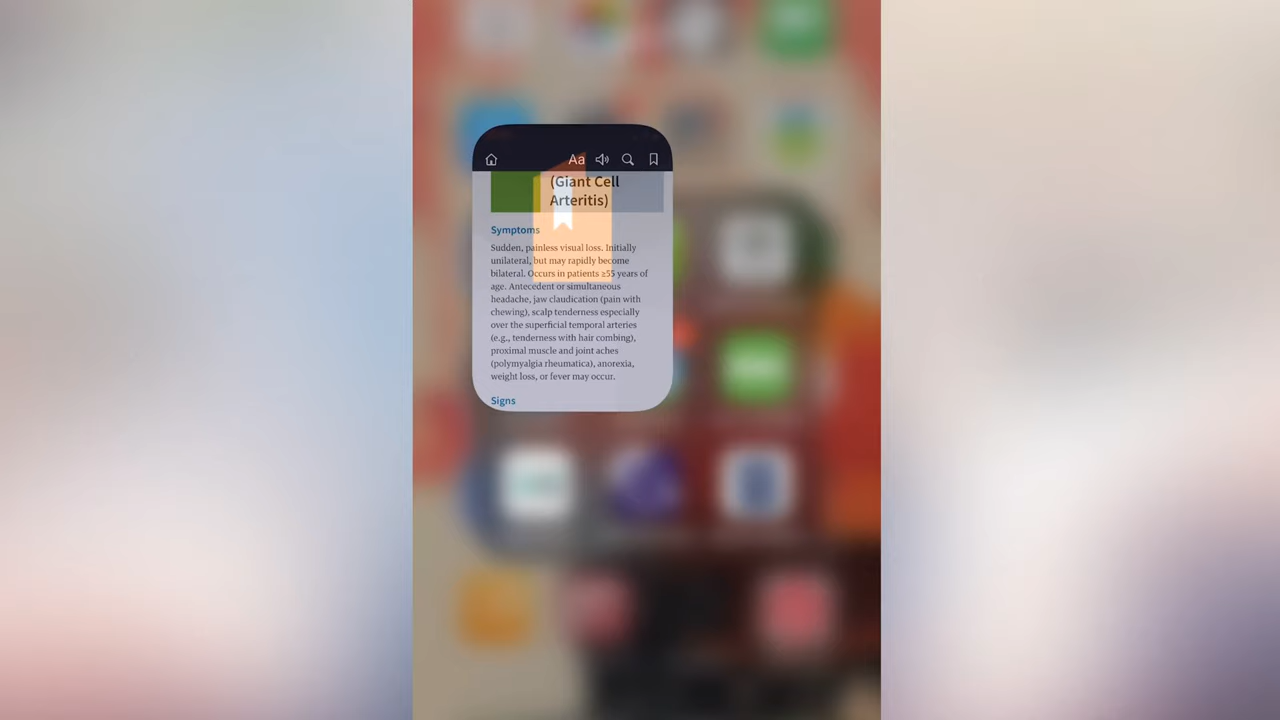 Aa
(Giant Cell
Arteritis)
Symptoms
Sudden, painless visual loss. Initially
unilateral, but may rapidly become
bilateral. Occurs in patients ≥55 years of
age. Antecedent or simultaneous
headache, jaw claudication (pain with
chewing), scalp tenderness especially
over the superficial temporal arteries
(e.g., tenderness with hair combing),
proximal muscle and joint aches
(polymyalgia rheumatica), anorexia,
weight loss, or fever may occur.
Signs